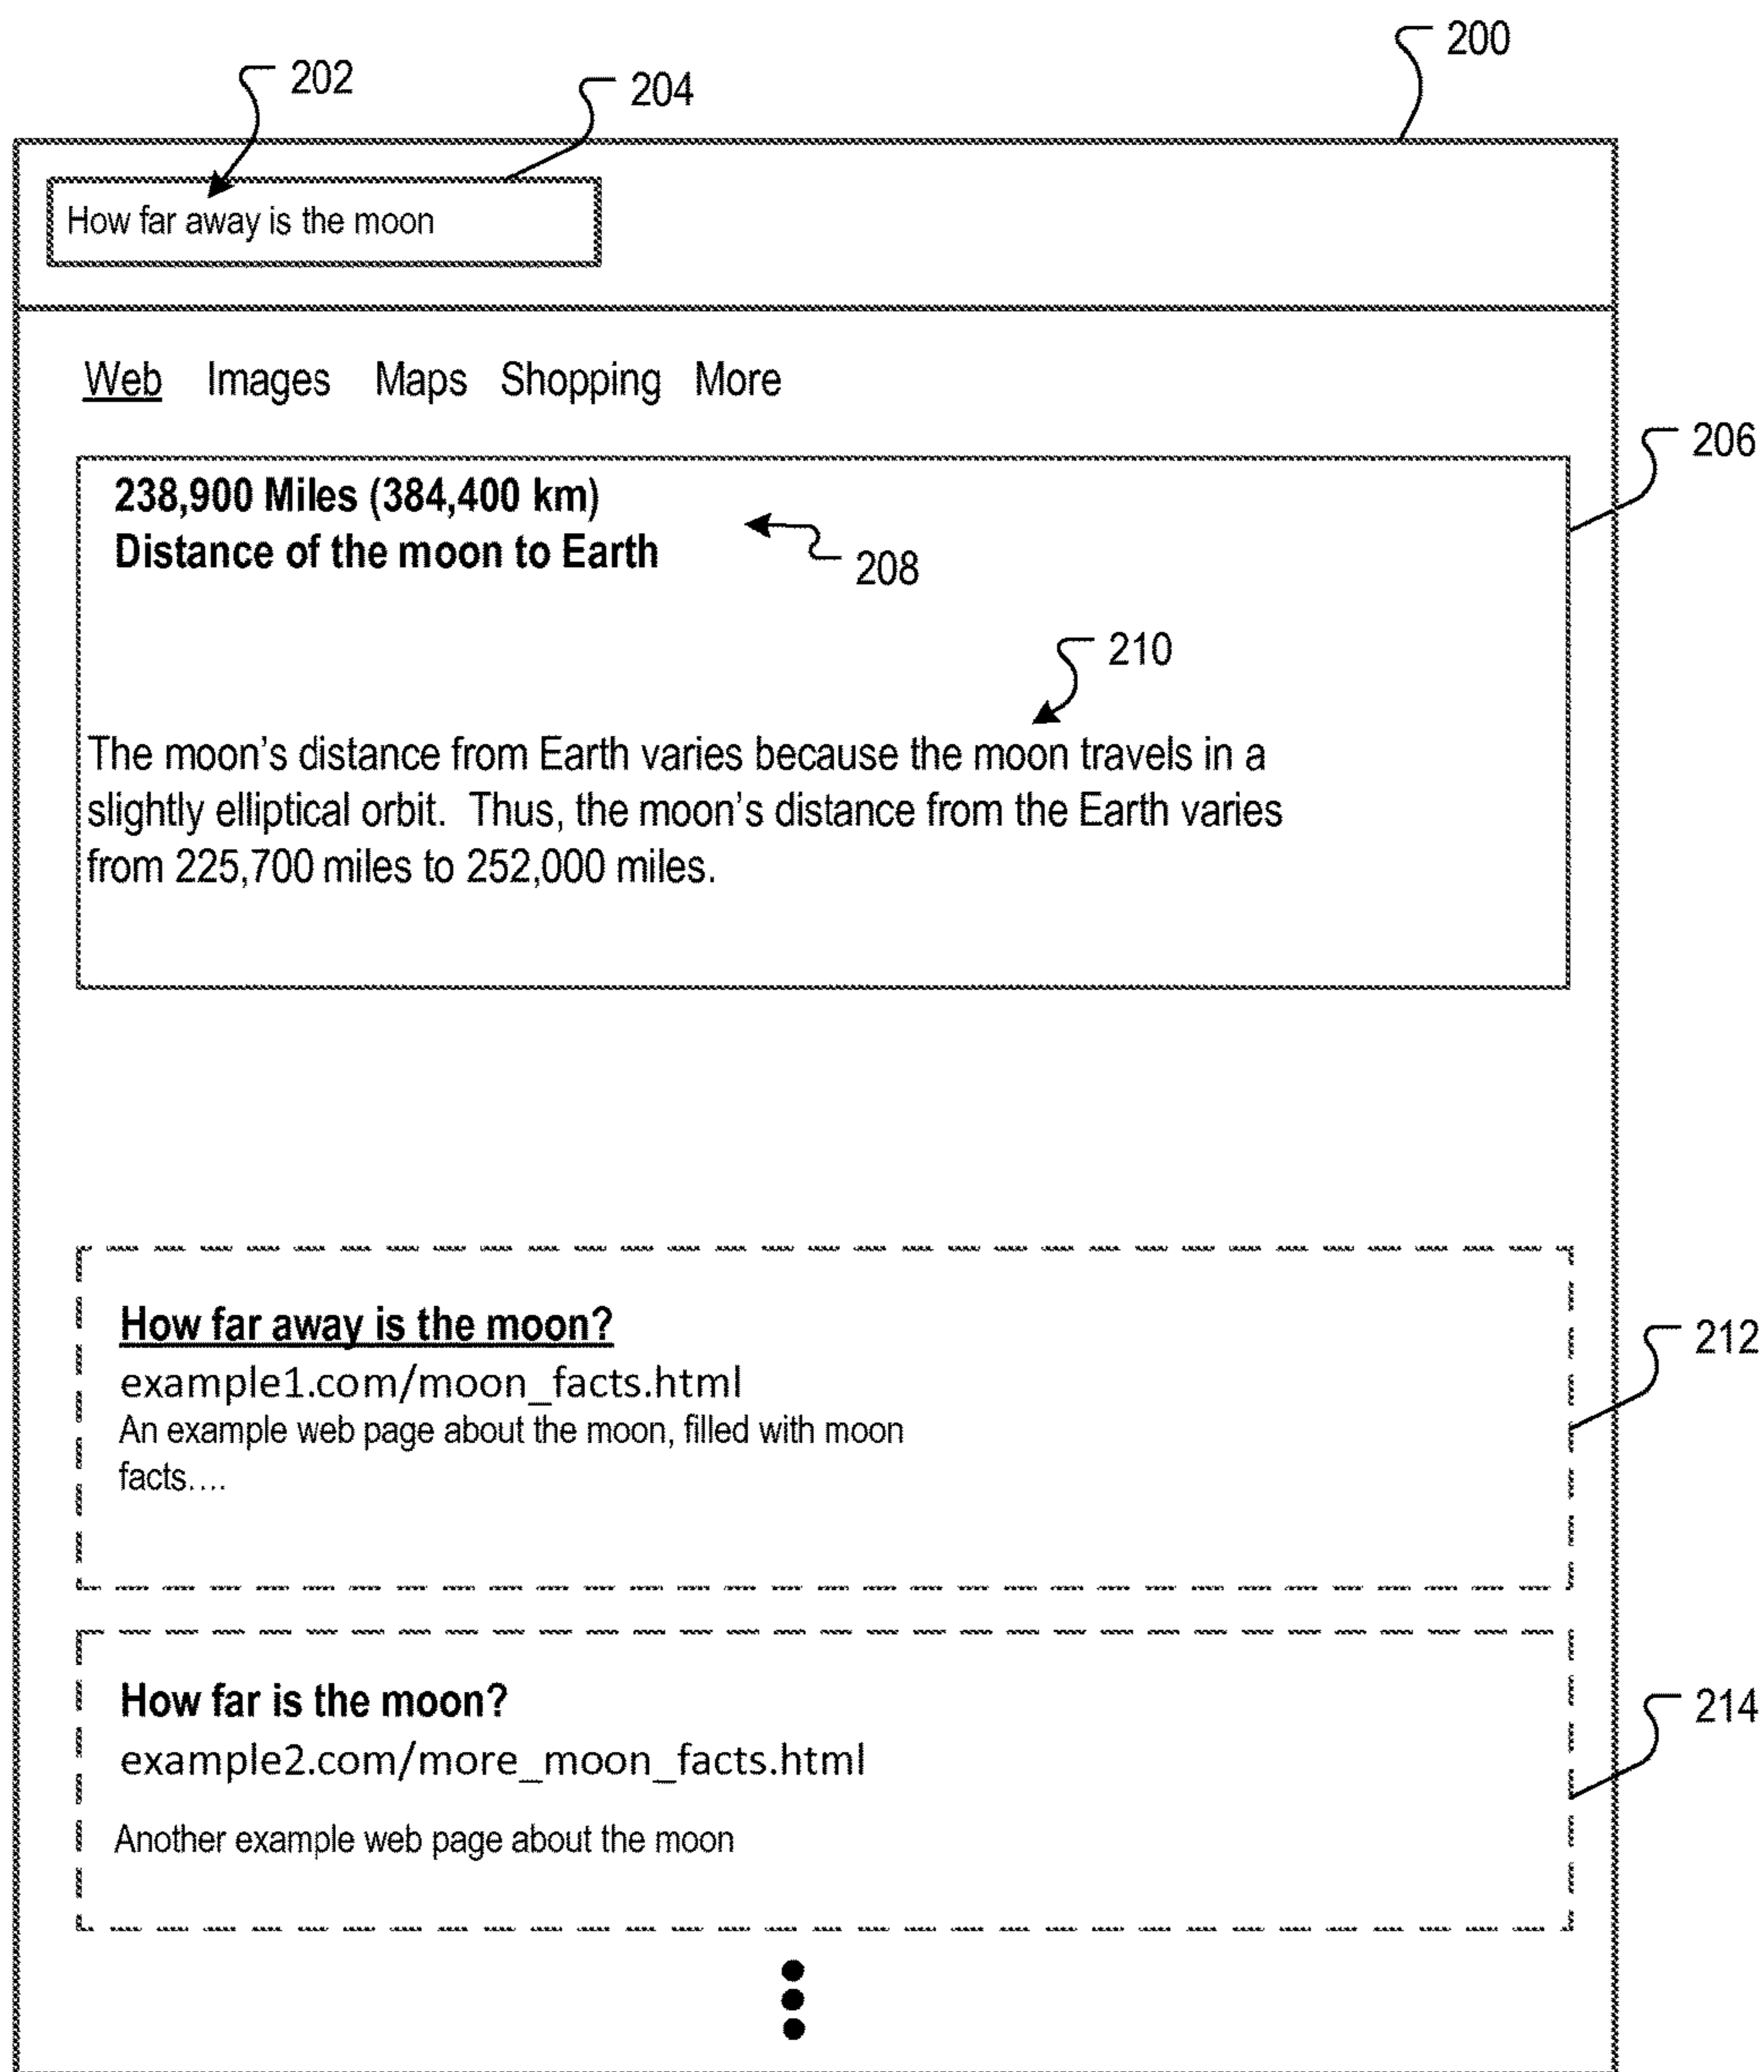 200
202
204
How far away is the moon
Web Images Maps Shopping More
206
238,900 Miles (384,400 km)
Distance of the moon to Earth
208
210
The moon's distance from Earth varies because the moon travels in a
slightly elliptical orbit.  Thus, the moon's distance from the Earth varies
from 225,700 miles to 252,000 miles.
How far away is the moon?
212
example1.com/moon_facts.html
An example web page about the moon, filled with moon
facts....
How far is the moon?
214
example2.com/more_moon_facts.html
Another example web page about the moon